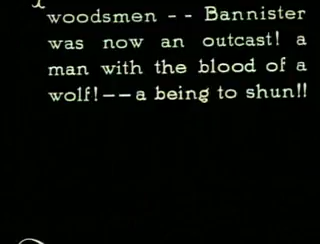 woodsmen - - Bannister
was now an outcast! a
man with the blood of a
wolf!--a being to shun!!